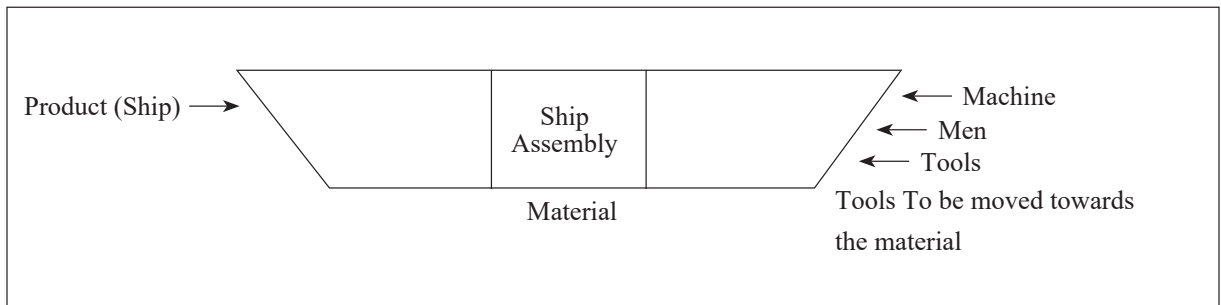 Product (Ship)
Ship
Assembly
Machine
Men
Tools
Material
Tools To be moved towards
the material